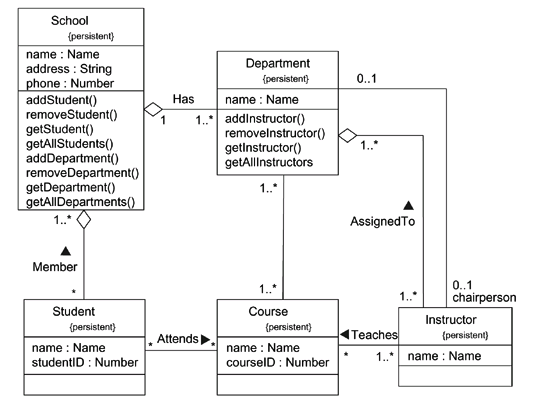 School
{persistent}
name : Name
address : String
phone : Number
addStudent()
removeStudent()
getStudent()
getAllStudents()
addDepartment()
removeDepartment()
getDepartment()
getAllDepartments()
Has
1
1..*
Department
{persistent}
name : Name
addInstructor()
removeInstructor()
getInstructor()
getAllInstructors
0..1
1..*
1..*
1..*
▲
Member
*
▲
AssignedTo
1..*
1..*
0..1
chairperson
Student
{persistent}
name : Name
studentID : Number
*
Attends ▶
*
Course
{persistent}
name : Name
courseID : Number
◀ Teaches
*
1..*
Instructor
{persistent}
name : Name